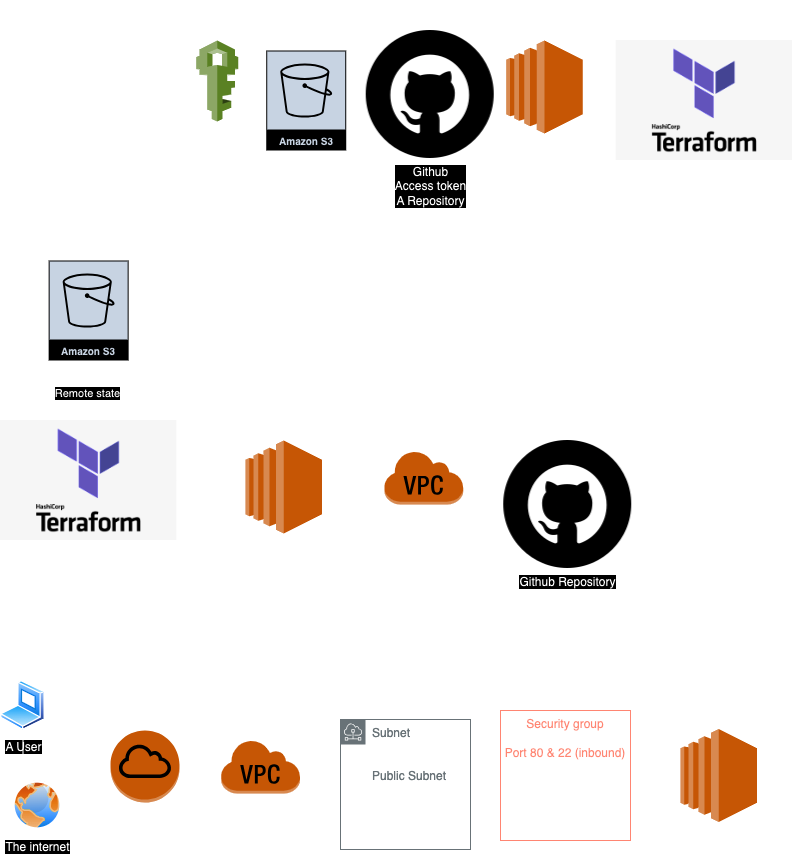 Amazon S3
Github
Access token
A Repository
HashiCorp
Terraform
Amazon S3
Remote state
HashiCorp
Terraform
VPC
Github Repository
A User
The internet
VPC
Subnet
Public Subnet
Security group
Port 80 & 22 (inbound)